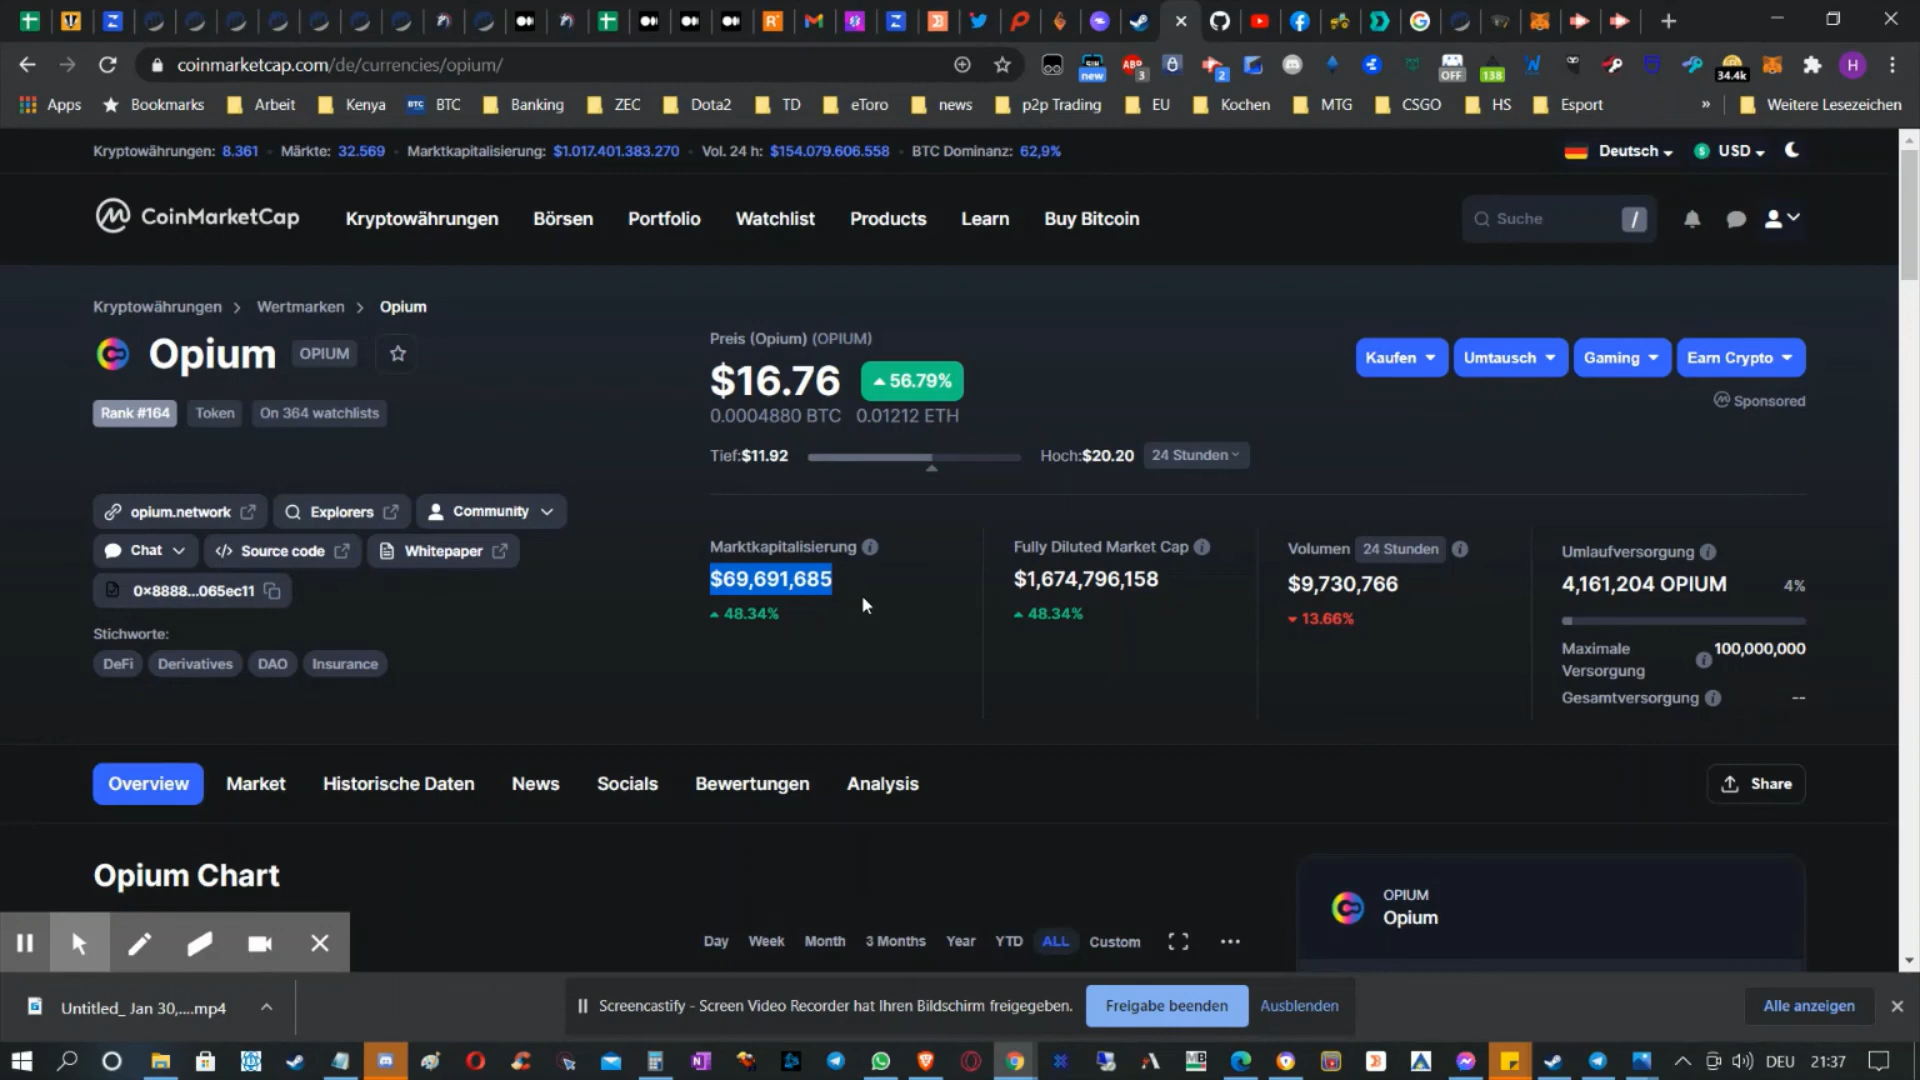 coinmarketcap.com/de/currencies/opium/
new
3
2
OFF
138
34.4k
H
Apps
Bookmarks
Arbeit
Kenya
BTC
Banking
ZEC
Dota2
TD
eToro
news
p2p Trading
EU
Kochen
MTG
CSGO
HS
Esport
»
Weitere Lesezeichen
Kryptowährungen: 8.361 Märkte: 32.569 Marktkapitalisierung: $1.017.401.383.270 Vol. 24 h: $154.079.606.558 BTC Dominanz: 62,9%
Deutsch
USD
CoinMarketCap
Kryptowährungen
Börsen
Portfolio
Watchlist
Products
Learn
Buy Bitcoin
Suche
/
Kryptowährungen > Wertmarken > Opium
Opium OPIUM
Rank #164
Token
On 364 watchlists
opium.network
Explorers
Community
Chat
Source code
Whitepaper
0×8888...065ec11
Stichworte:
DeFi
Derivatives
DAO
Insurance
Preis (Opium) (OPIUM)
$16.76 56.79%
0.0004880 BTC 0.01212 ETH
Tief:$11.92
Hoch:$20.20
24 Stunden
Kaufen
Umtausch
Gaming
Earn Crypto
Sponsored
Marktkapitalisierung
$69,691,685
48.34%
Fully Diluted Market Cap
$1,674,796,158
48.34%
Volumen 24 Stunden
$9,730,766
13.66%
Umlaufversorgung
4,161,204 OPIUM 4%
Maximale Versorgung 100,000,000
Gesamtversorgung --
Overview
Market
Historische Daten
News
Socials
Bewertungen
Analysis
Share
Opium Chart
Day
Week
Month
3 Months
Year
YTD
ALL
Custom
OPIUM
Opium
Untitled_ Jan 30,....mp4
Screencastify - Screen Video Recorder hat Ihren Bildschirm freigegeben.
Freigabe beenden
Ausblenden
Alle anzeigen
DEU
21:37